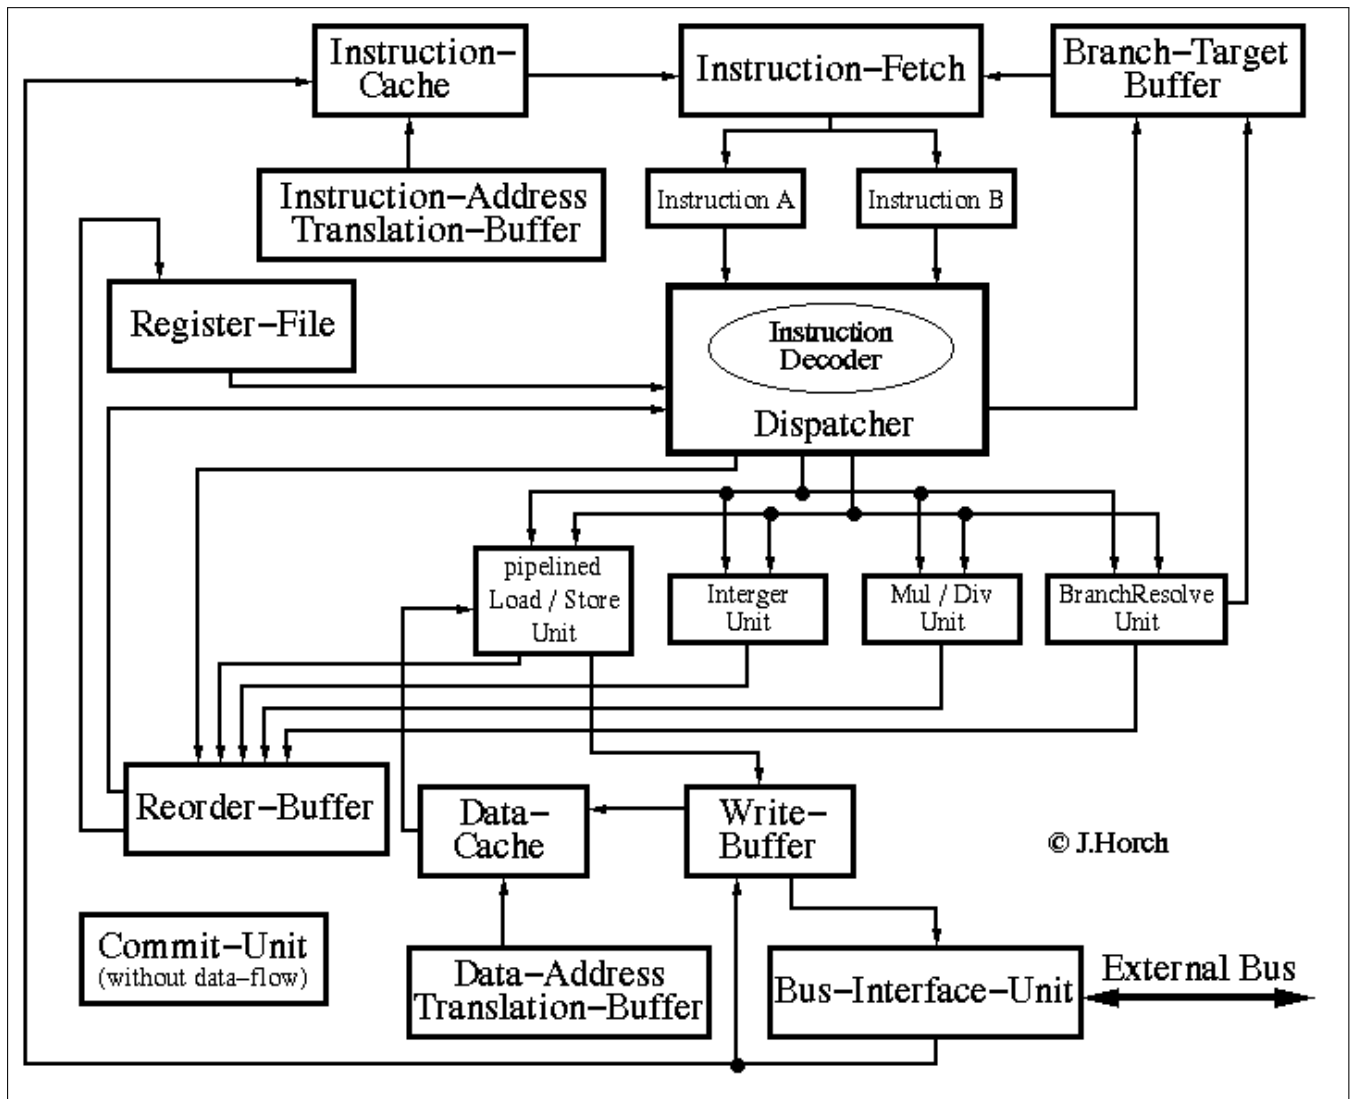 Instruction-
Cache
Instruction-Fetch
Branch-Target
Buffer
Instruction-Address
Translation-Buffer
Instruction A
Instruction B
Register-File
Instruction
Decoder
Dispatcher
pipelined
Load / Store
Unit
Interger
Unit
Mul / Div
Unit
BranchResolve
Unit
Reorder-Buffer
Data-
Cache
Write-
Buffer
© J.Horch
Commit-Unit
(without data-flow)
Data-Address
Translation-Buffer
Bus-Interface-Unit
External Bus